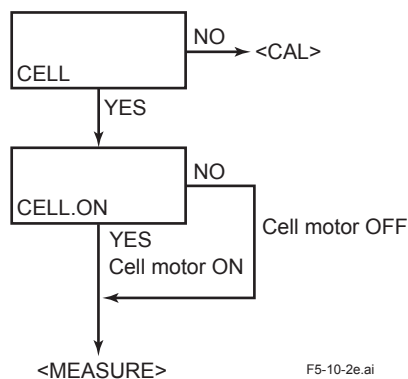 NO
<CAL>
CELL
YES
NO
CELL.ON
Cell motor OFF
YES
Cell motor ON
<MEASURE>
F5-10-2e.ai